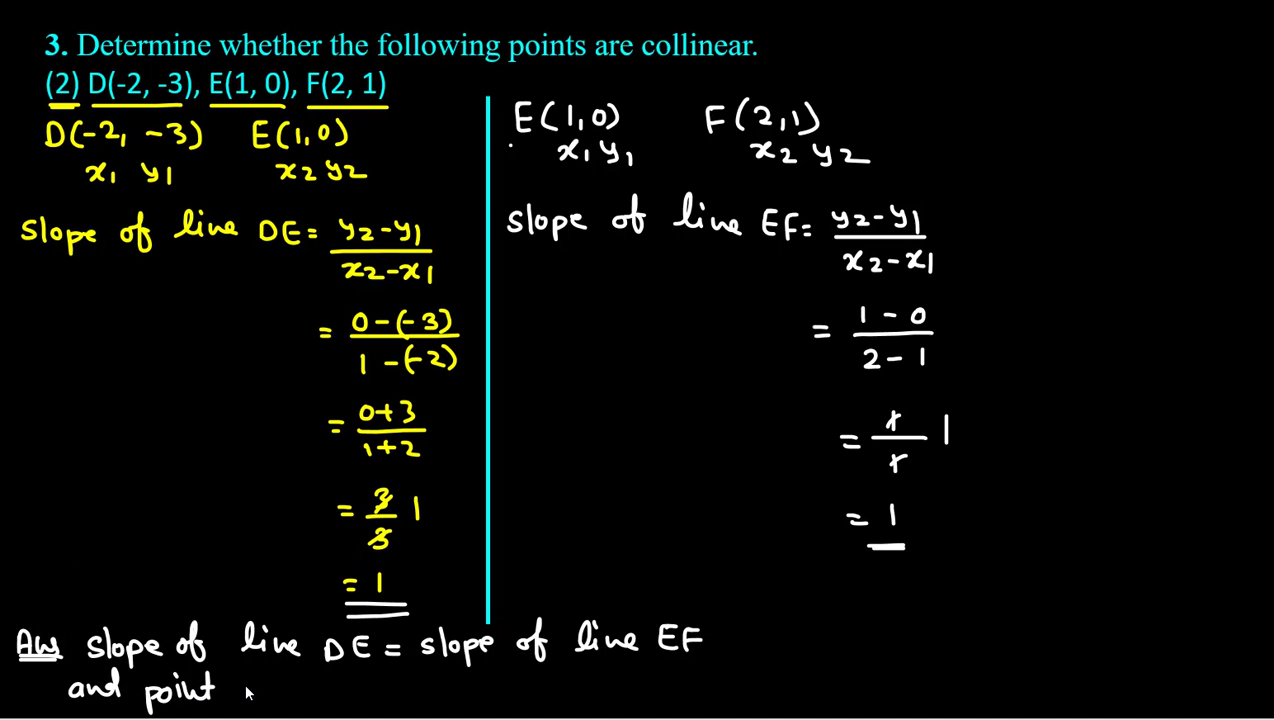 3. Determine whether the following points are collinear.
(2) D(-2, -3), E(1, 0), F(2, 1)
D(-2, -3) E(1,0)
x1 y1 x2 y2
slope of line DE = y2-y1
x2-x1
= 0-(-3)
1-(-2)
= 0+3
1+2
= 3 1
3
= 1
E(1,0) F(2,1)
x1 y1 x2 y2
slope of line EF = y2-y1
x2-x1
= 1-0
2-1
= 1 1
1
= 1
Ans slope of line DE = slope of line EF
and point